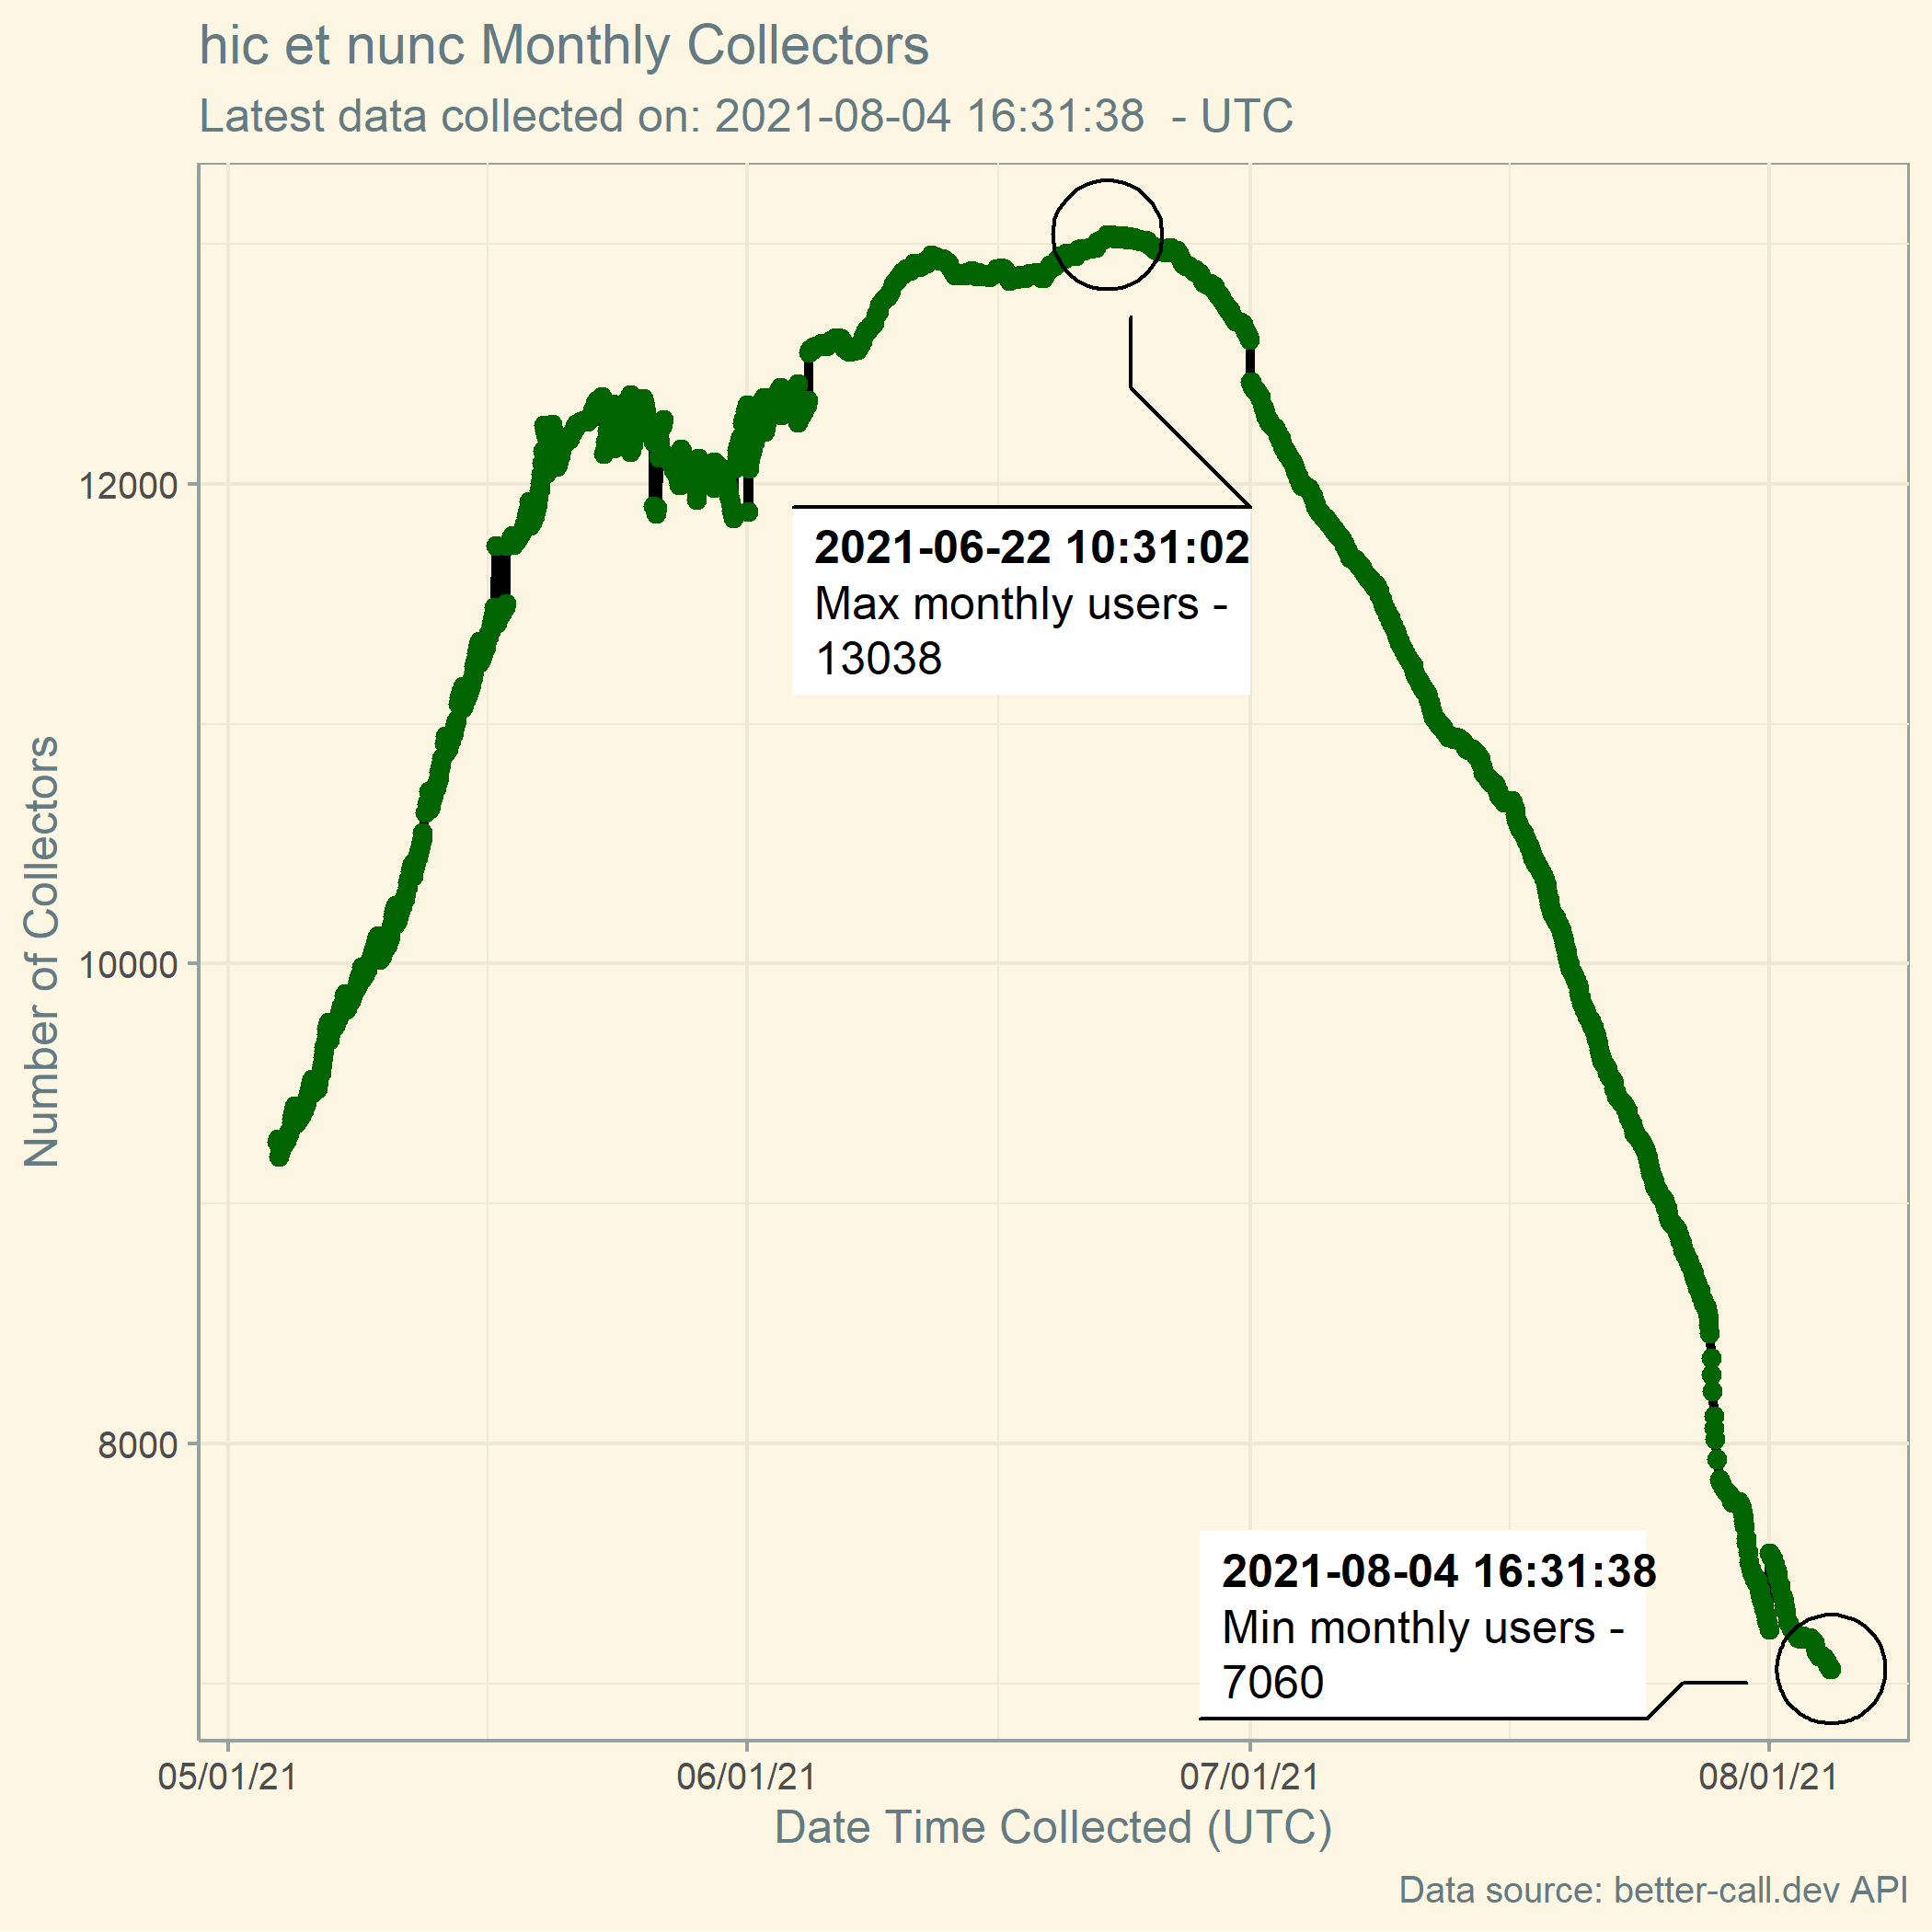 hic et nunc Monthly Collectors
Latest data collected on: 2021-08-04 16:31:38  - UTC
Number of Collectors
12000
10000
8000
2021-06-22 10:31:02
Max monthly users -
13038
2021-08-04 16:31:38
Min monthly users -
7060
05/01/21
06/01/21
07/01/21
08/01/21
Date Time Collected (UTC)
Data source: better-call.dev API